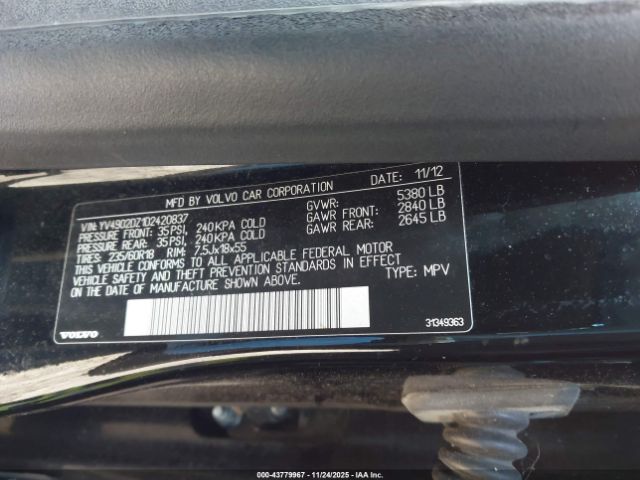 MFD BY VOLVO CAR CORPORATION DATE: 11/12
VIN: YV4902DZ1D2420837 GVWR: 5380 LB
PRESSURE FRONT: 35PSI, 240KPA COLD GAWR FRONT: 2840 LB
PRESSURE REAR: 35PSI, 240KPA COLD GAWR REAR: 2645 LB
TIRES: 235/60R18 RIM: 7.5Jx18x55
THIS VEHICLE CONFORMS TO ALL APPLICABLE FEDERAL MOTOR
VEHICLE SAFETY AND THEFT PREVENTION STANDARDS IN EFFECT
ON THE DATE OF MANUFACTURE SHOWN ABOVE. TYPE: MPV
VOLVO 31349363
000-43779967 - 11/24/2025 - IAA Inc.